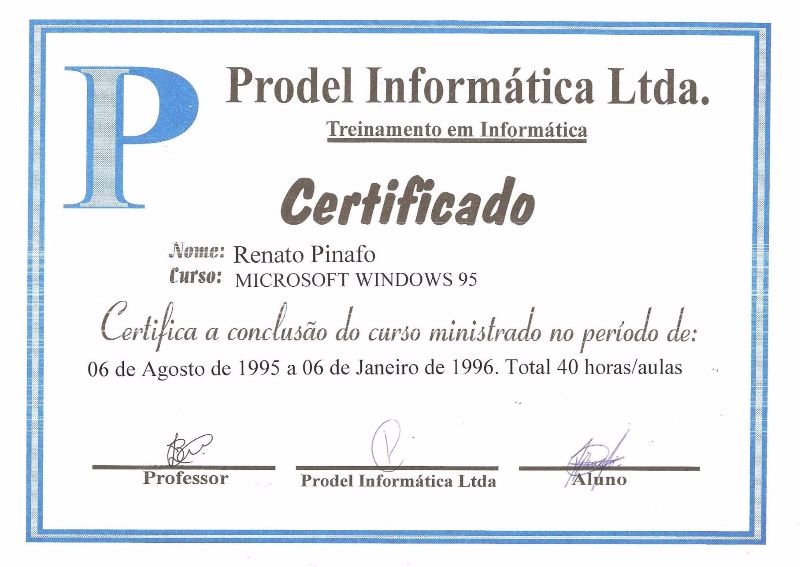 P
Prodel Informática Ltda.
Treinamento em Informática
Certificado
Nome: Renato Pinafo
Curso: MICROSOFT WINDOWS 95
Certifica a conclusão do curso ministrado no período de:
06 de Agosto de 1995 a 06 de Janeiro de 1996. Total 40 horas/aulas
Professor
Prodel Informática Ltda
Aluno